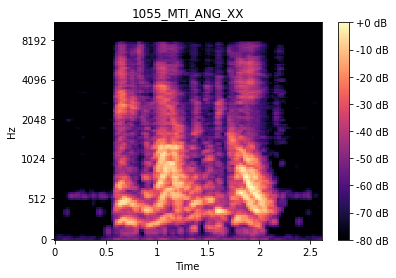 1055_MTI_ANG_XX
+0 dB
8192
-10 dB
4096
-20 dB
-30 dB
2048
Hz
-40 dB
1024
-50 dB
512
-60 dB
-70 dB
0
-80 dB
0 0.5 1 1.5 2 2.5
Time